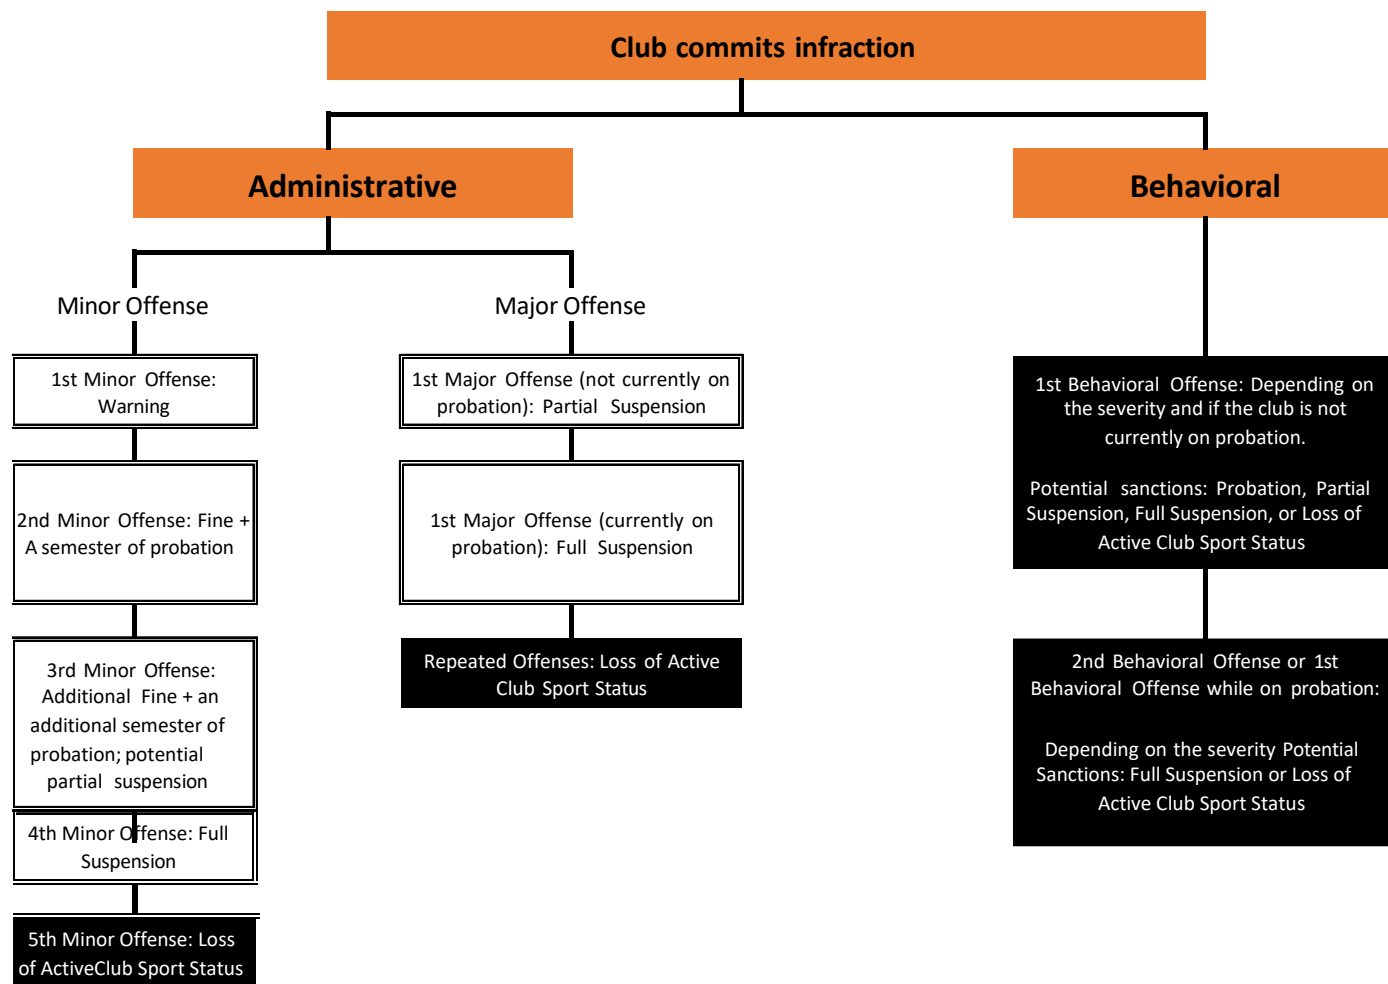 Club commits infraction
Administrative
Behavioral
Minor Offense
Major Offense
1st Minor Offense:
Warning
2nd Minor Offense: Fine +
A semester of probation
3rd Minor Offense:
Additional Fine + an
additional semester of
probation; potential
partial suspension
4th Minor Offense: Full
Suspension
5th Minor Offense: Loss
of ActiveClub Sport Status
1st Major Offense (not currently on
probation): Partial Suspension
1st Major Offense (currently on
probation): Full Suspension
Repeated Offenses: Loss of Active
Club Sport Status
1st Behavioral Offense: Depending on
the severity and if the club is not
currently on probation.
Potential sanctions: Probation, Partial
Suspension, Full Suspension, or Loss of
Active Club Sport Status
2nd Behavioral Offense or 1st
Behavioral Offense while on probation:
Depending on the severity Potential
Sanctions: Full Suspension or Loss of
Active Club Sport Status